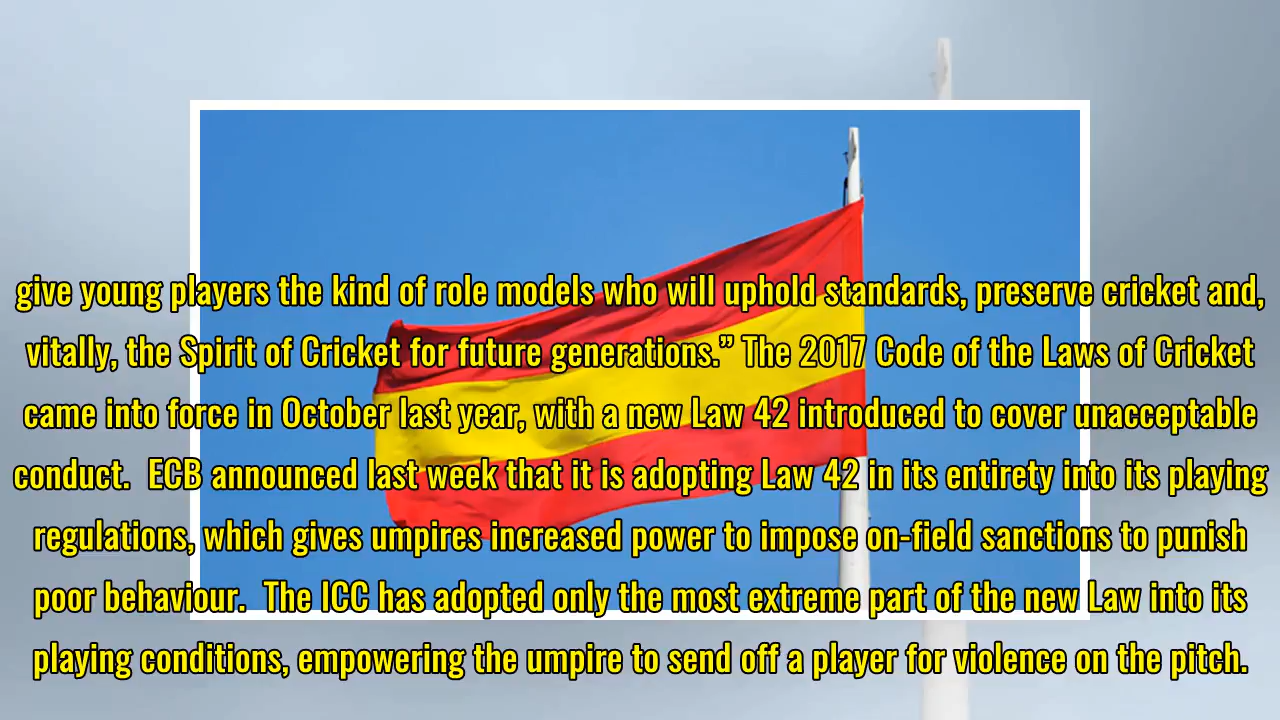 give young players the kind of role models who will uphold standards, preserve cricket and,
vitally, the Spirit of Cricket for future generations.” The 2017 Code of the Laws of Cricket
came into force in October last year, with a new Law 42 introduced to cover unacceptable
conduct.  ECB announced last week that it is adopting Law 42 in its entirety into its playing
regulations, which gives umpires increased power to impose on-field sanctions to punish
poor behaviour.  The ICC has adopted only the most extreme part of the new Law into its
playing conditions, empowering the umpire to send off a player for violence on the pitch.